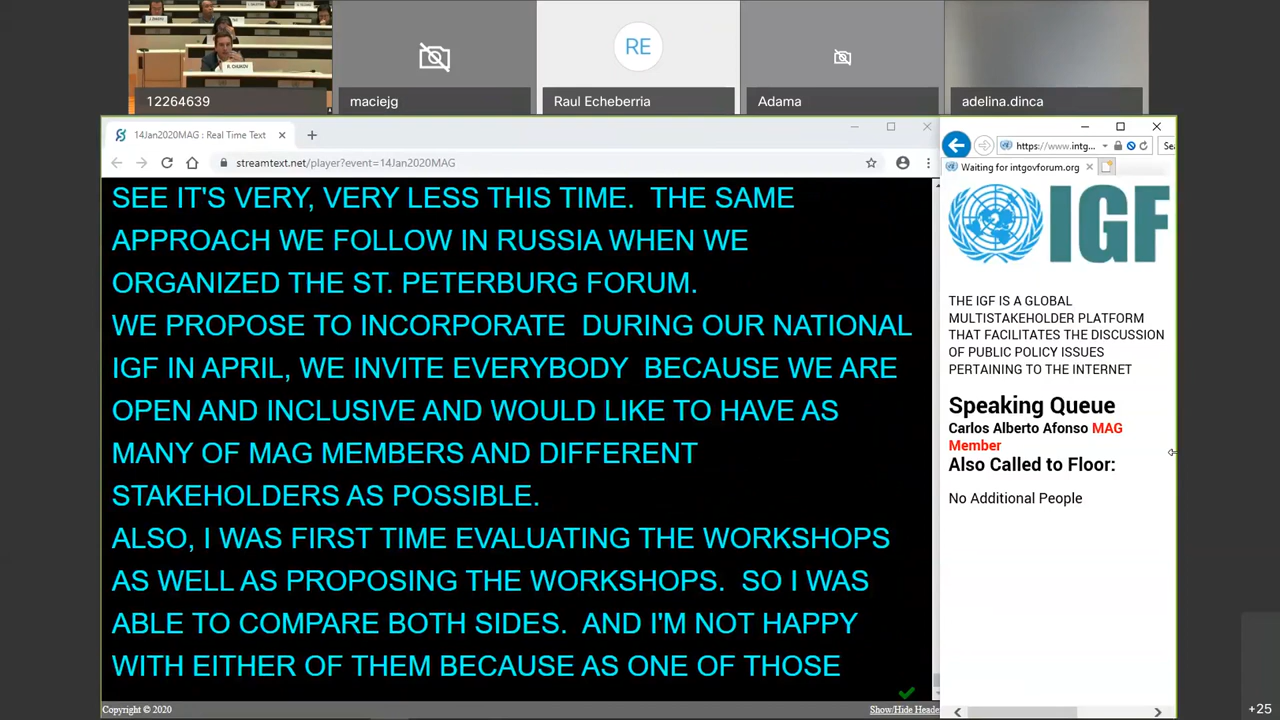 12264639
maciejg
RE
Raul Echeberria
Adama
adelina.dinca
R. CHUKOV
14Jan2020MAG : Real Time Text
streamtext.net/player?event=14Jan2020MAG
SEE IT'S VERY, VERY LESS THIS TIME. THE SAME
APPROACH WE FOLLOW IN RUSSIA WHEN WE
ORGANIZED THE ST. PETERBURG FORUM.
WE PROPOSE TO INCORPORATE DURING OUR NATIONAL
IGF IN APRIL, WE INVITE EVERYBODY BECAUSE WE ARE
OPEN AND INCLUSIVE AND WOULD LIKE TO HAVE AS
MANY OF MAG MEMBERS AND DIFFERENT
STAKEHOLDERS AS POSSIBLE.
ALSO, I WAS FIRST TIME EVALUATING THE WORKSHOPS
AS WELL AS PROPOSING THE WORKSHOPS. SO I WAS
ABLE TO COMPARE BOTH SIDES. AND I'M NOT HAPPY
WITH EITHER OF THEM BECAUSE AS ONE OF THOSE
Copyright © 2020
Show/Hide Heade
https://www.intg...
Sea
Waiting for intgovforum.org
IGF
THE IGF IS A GLOBAL
MULTISTAKEHOLDER PLATFORM
THAT FACILITATES THE DISCUSSION
OF PUBLIC POLICY ISSUES
PERTAINING TO THE INTERNET
Speaking Queue
Carlos Alberto Afonso MAG
Member
Also Called to Floor:
No Additional People
+25